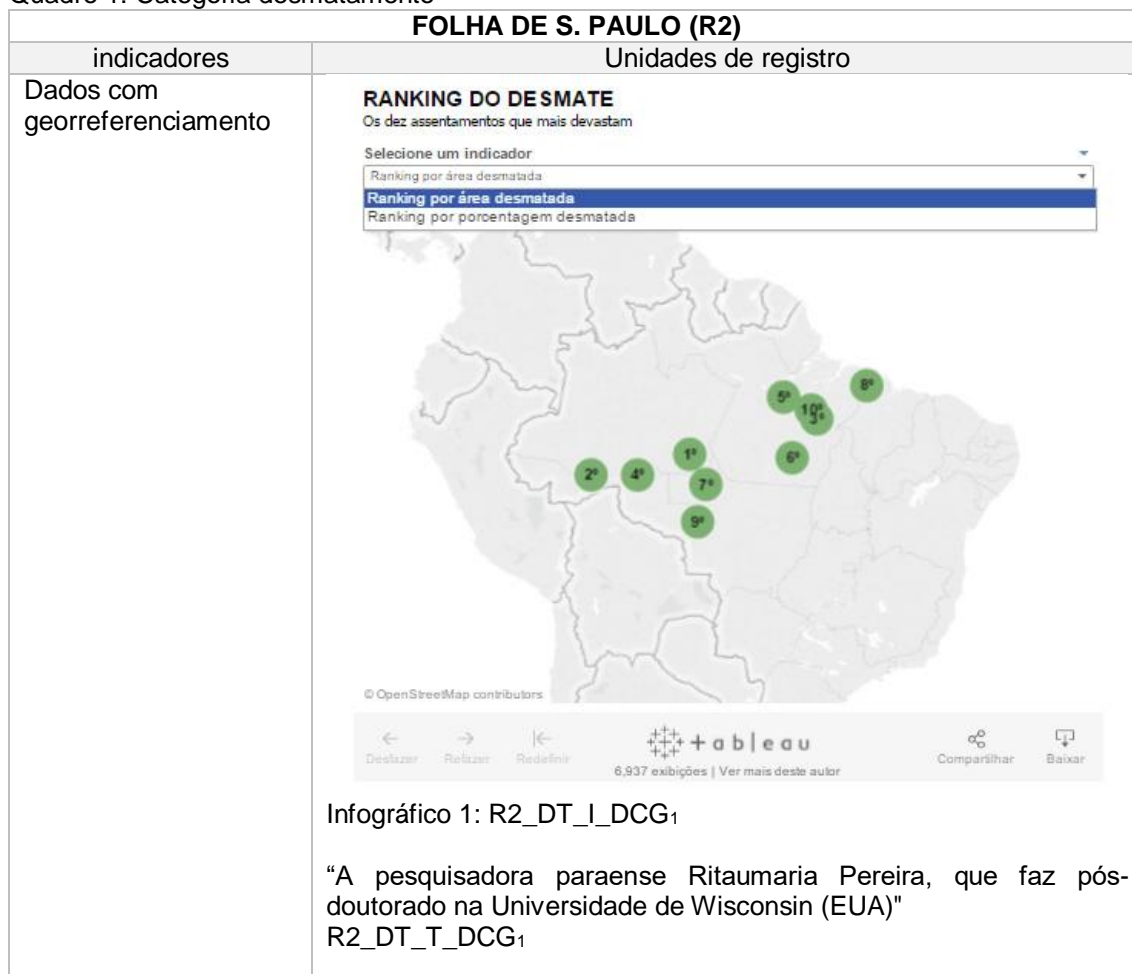 Quadro 1: Categoria desmatamento
FOLHA DE S. PAULO (R2)
indicadores
Unidades de registro
Dados com
georreferenciamento
RANKING DO DESMATE
Os dez assentamentos que mais devastam
Selecione um indicador
Ranking por área desmatada
Ranking por área desmatada
Ranking por porcentagem desmatada
8º
5º
10º
3º
1º
6º
2º
4º
7º
9º
© OpenStreetMap contributors
Desfazer
Refazer
Redefinir
+ableau
Compartilhar
Baixar
6,937 exibições | Ver mais deste autor
Infográfico 1: R2_DT_I_DCG₁
“A pesquisadora paraense Ritaumaria Pereira, que faz pós-
doutorado na Universidade de Wisconsin (EUA)"
R2_DT_T_DCG₁